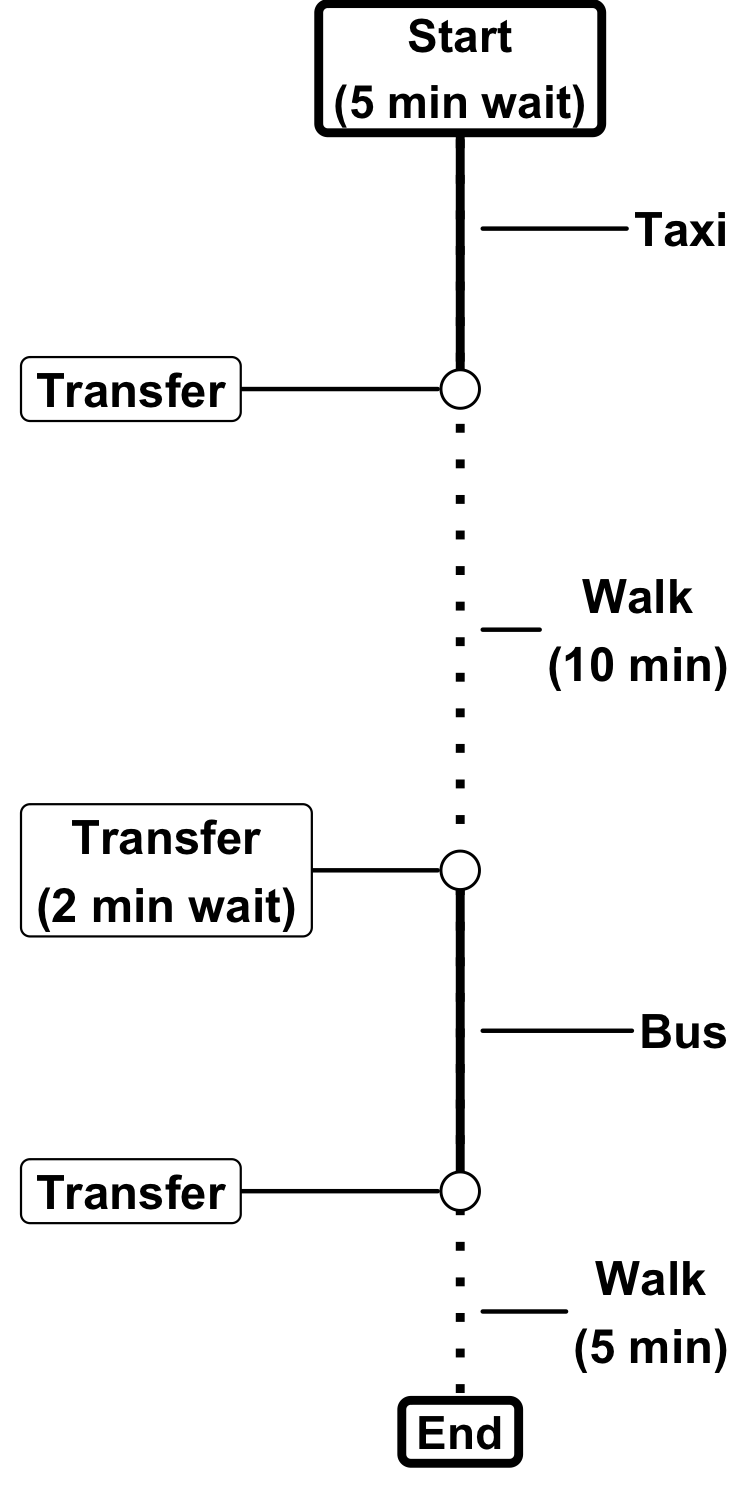 Start
(5 min wait)
Taxi
Transfer
Walk
(10 min)
Transfer
(2 min wait)
Bus
Transfer
Walk
(5 min)
End